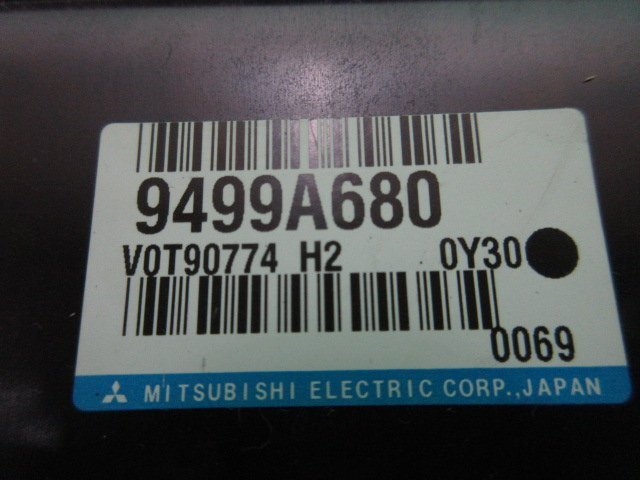 9499A680
V0T90774 H2 0Y30
0069
MITSUBISHI ELECTRIC CORP.,JAPAN